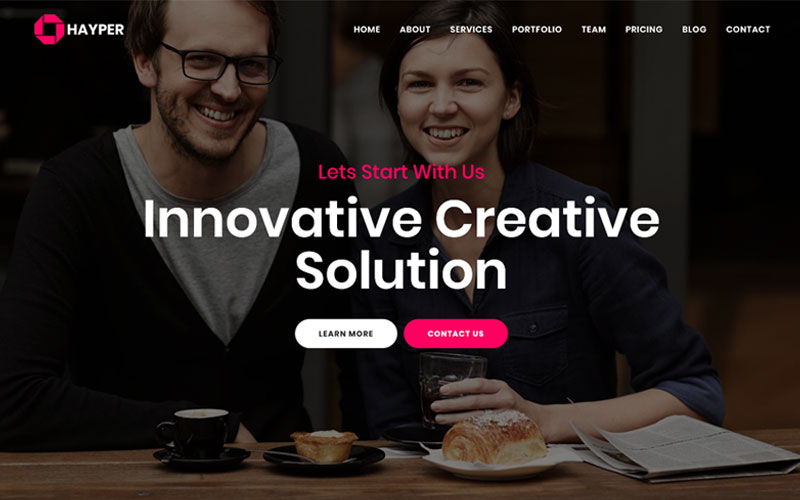 HAYPER
HOME ABOUT SERVICES PORTFOLIO TEAM PRICING BLOG CONTACT
Lets Start With Us
Innovative Creative
Solution
LEARN MORE CONTACT US